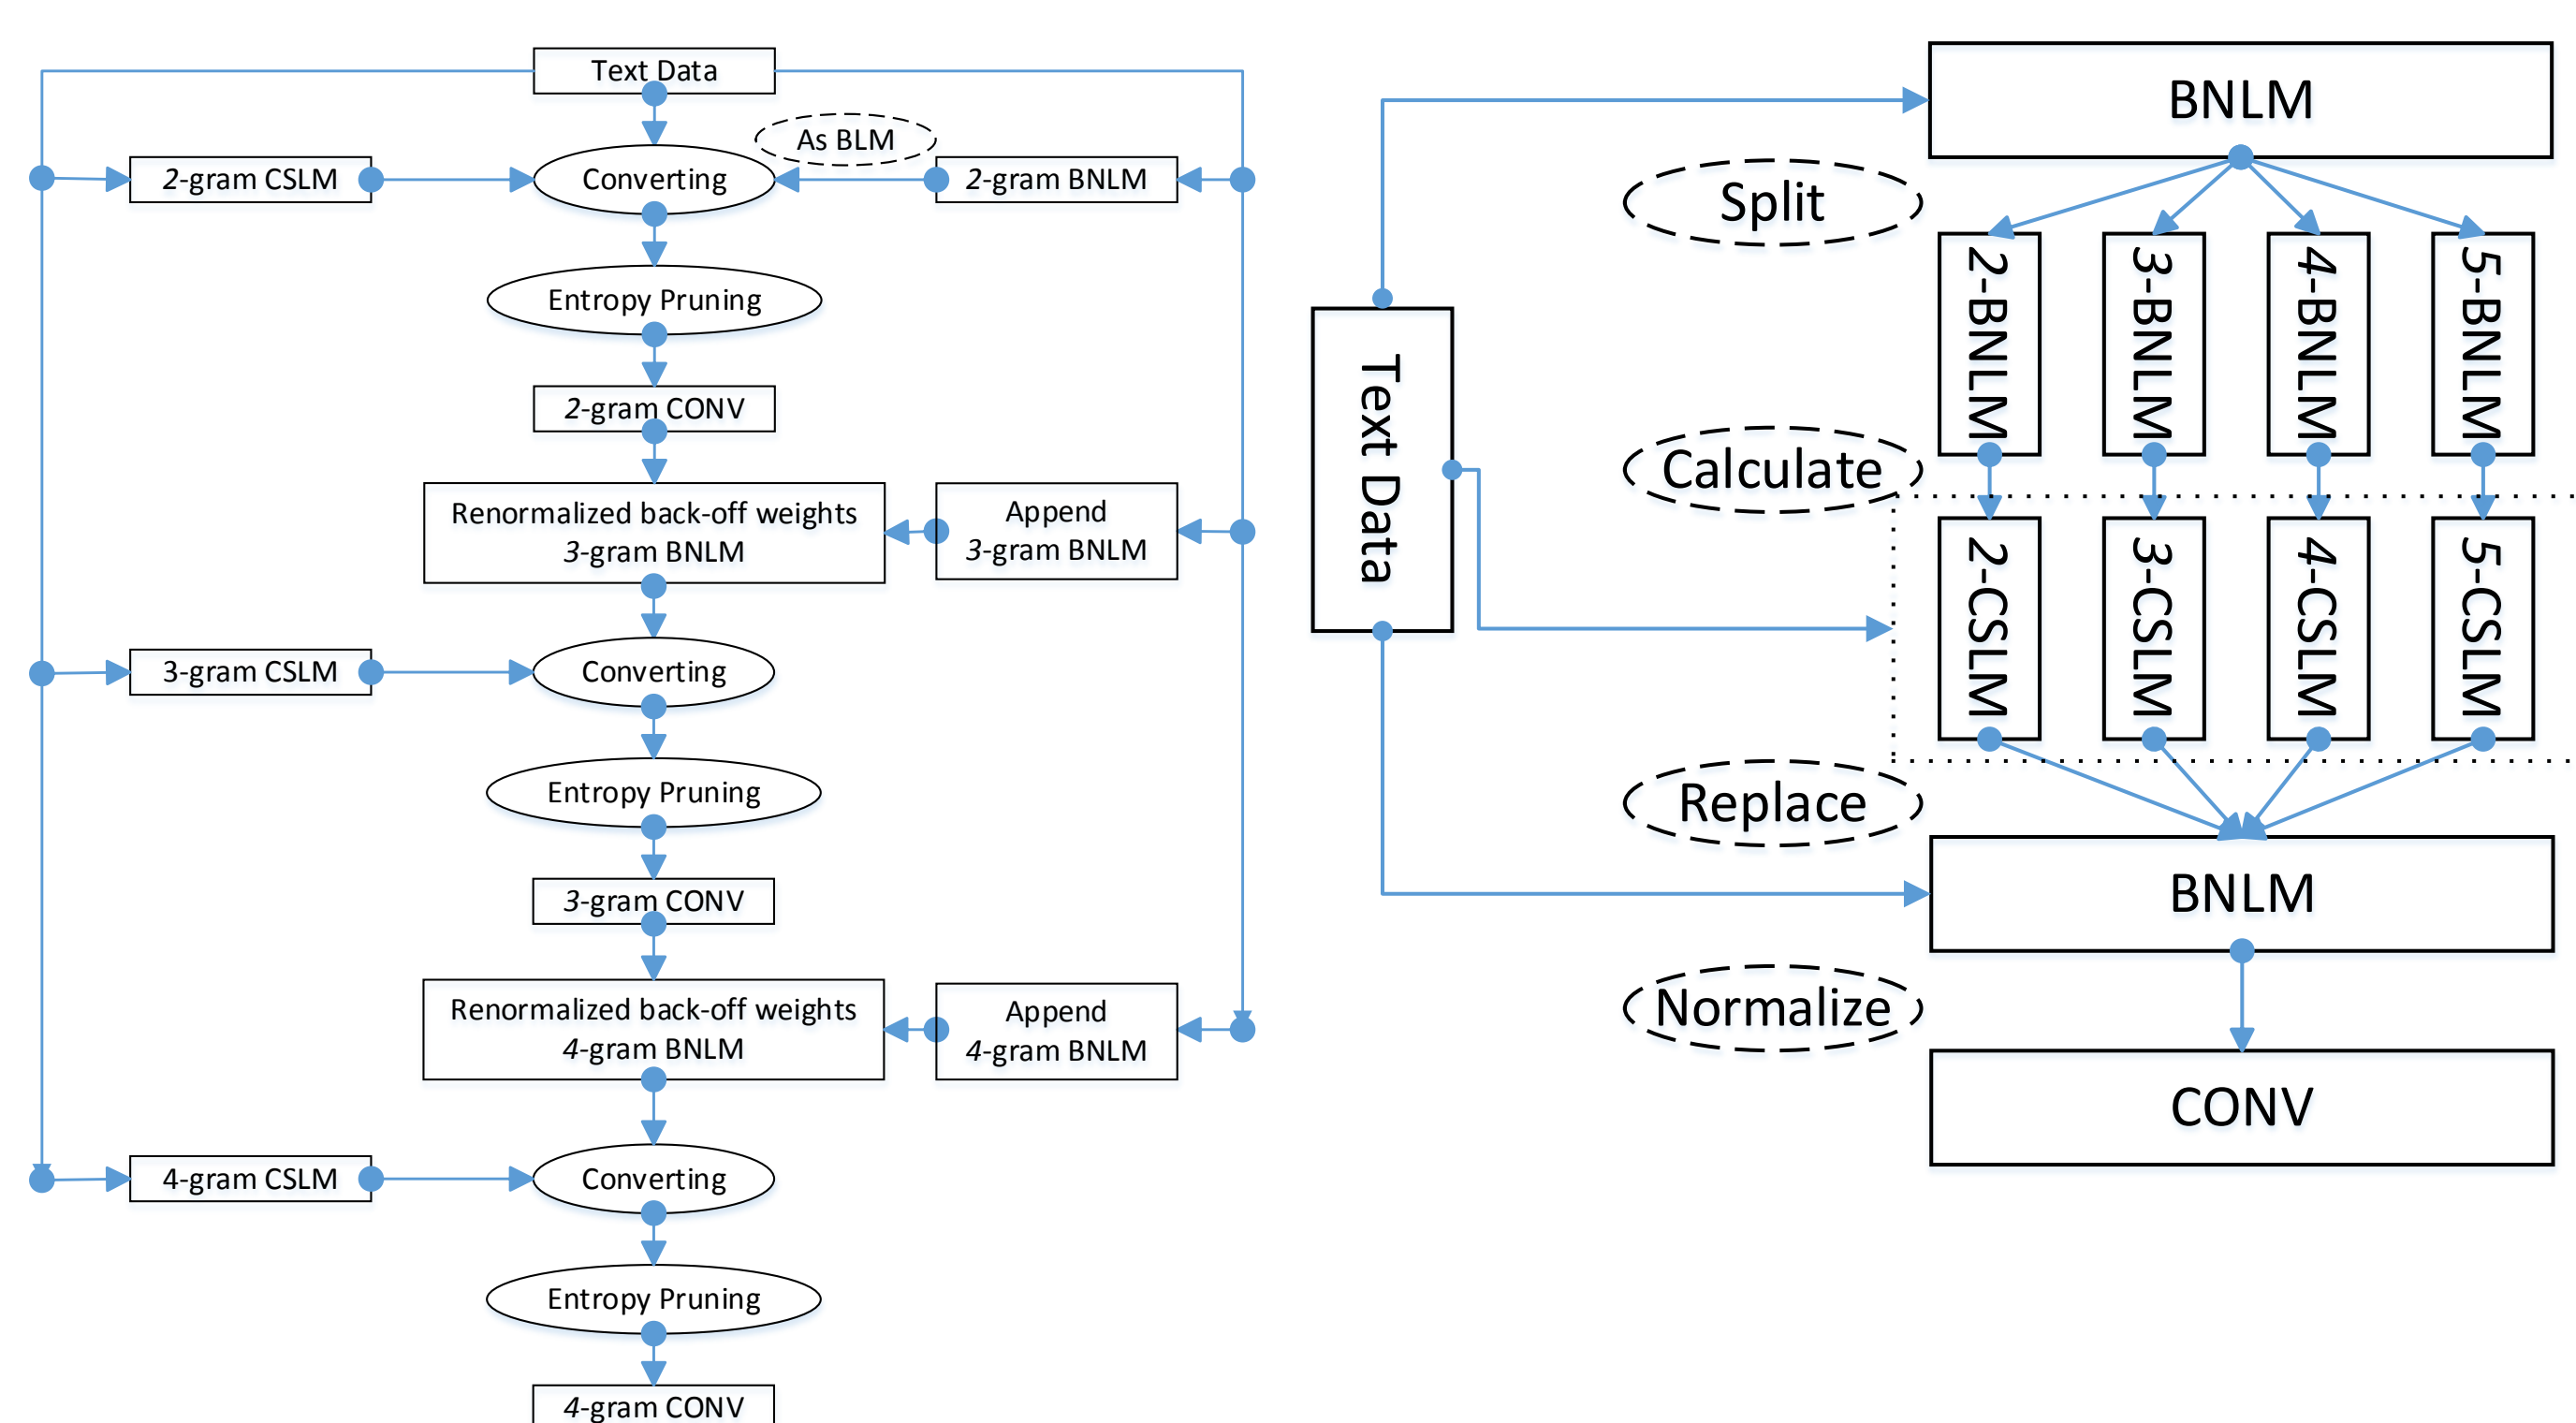 Text Data
As BLM
2-gram CSLM
Converting
2-gram BNLM
Entropy Pruning
2-gram CONV
Renormalized back-off weights
3-gram BNLM
Append
3-gram BNLM
3-gram CSLM
Converting
Entropy Pruning
3-gram CONV
Renormalized back-off weights
4-gram BNLM
Append
4-gram BNLM
4-gram CSLM
Converting
Entropy Pruning
4-gram CONV
BNLM
Split
2-BNLM
3-BNLM
4-BNLM
5-BNLM
Text Data
Calculate
2-CSLM
3-CSLM
4-CSLM
5-CSLM
Replace
BNLM
Normalize
CONV